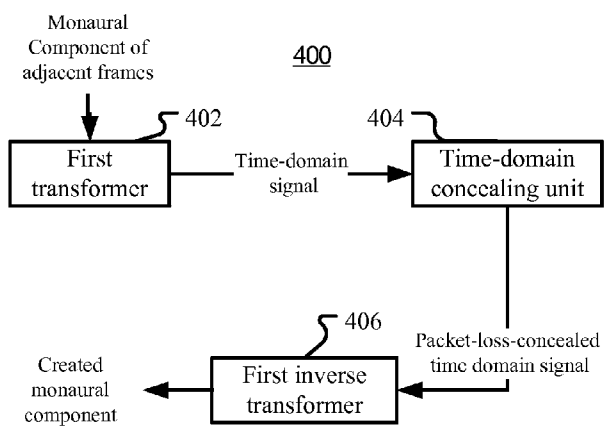 Monaural
Component of
adjacent frames
400
402
404
First
transformer
Time-domain
signal
Time-domain
concealing unit
406
Packet-loss-concealed
time domain signal
First inverse
transformer
Created
monaural
component